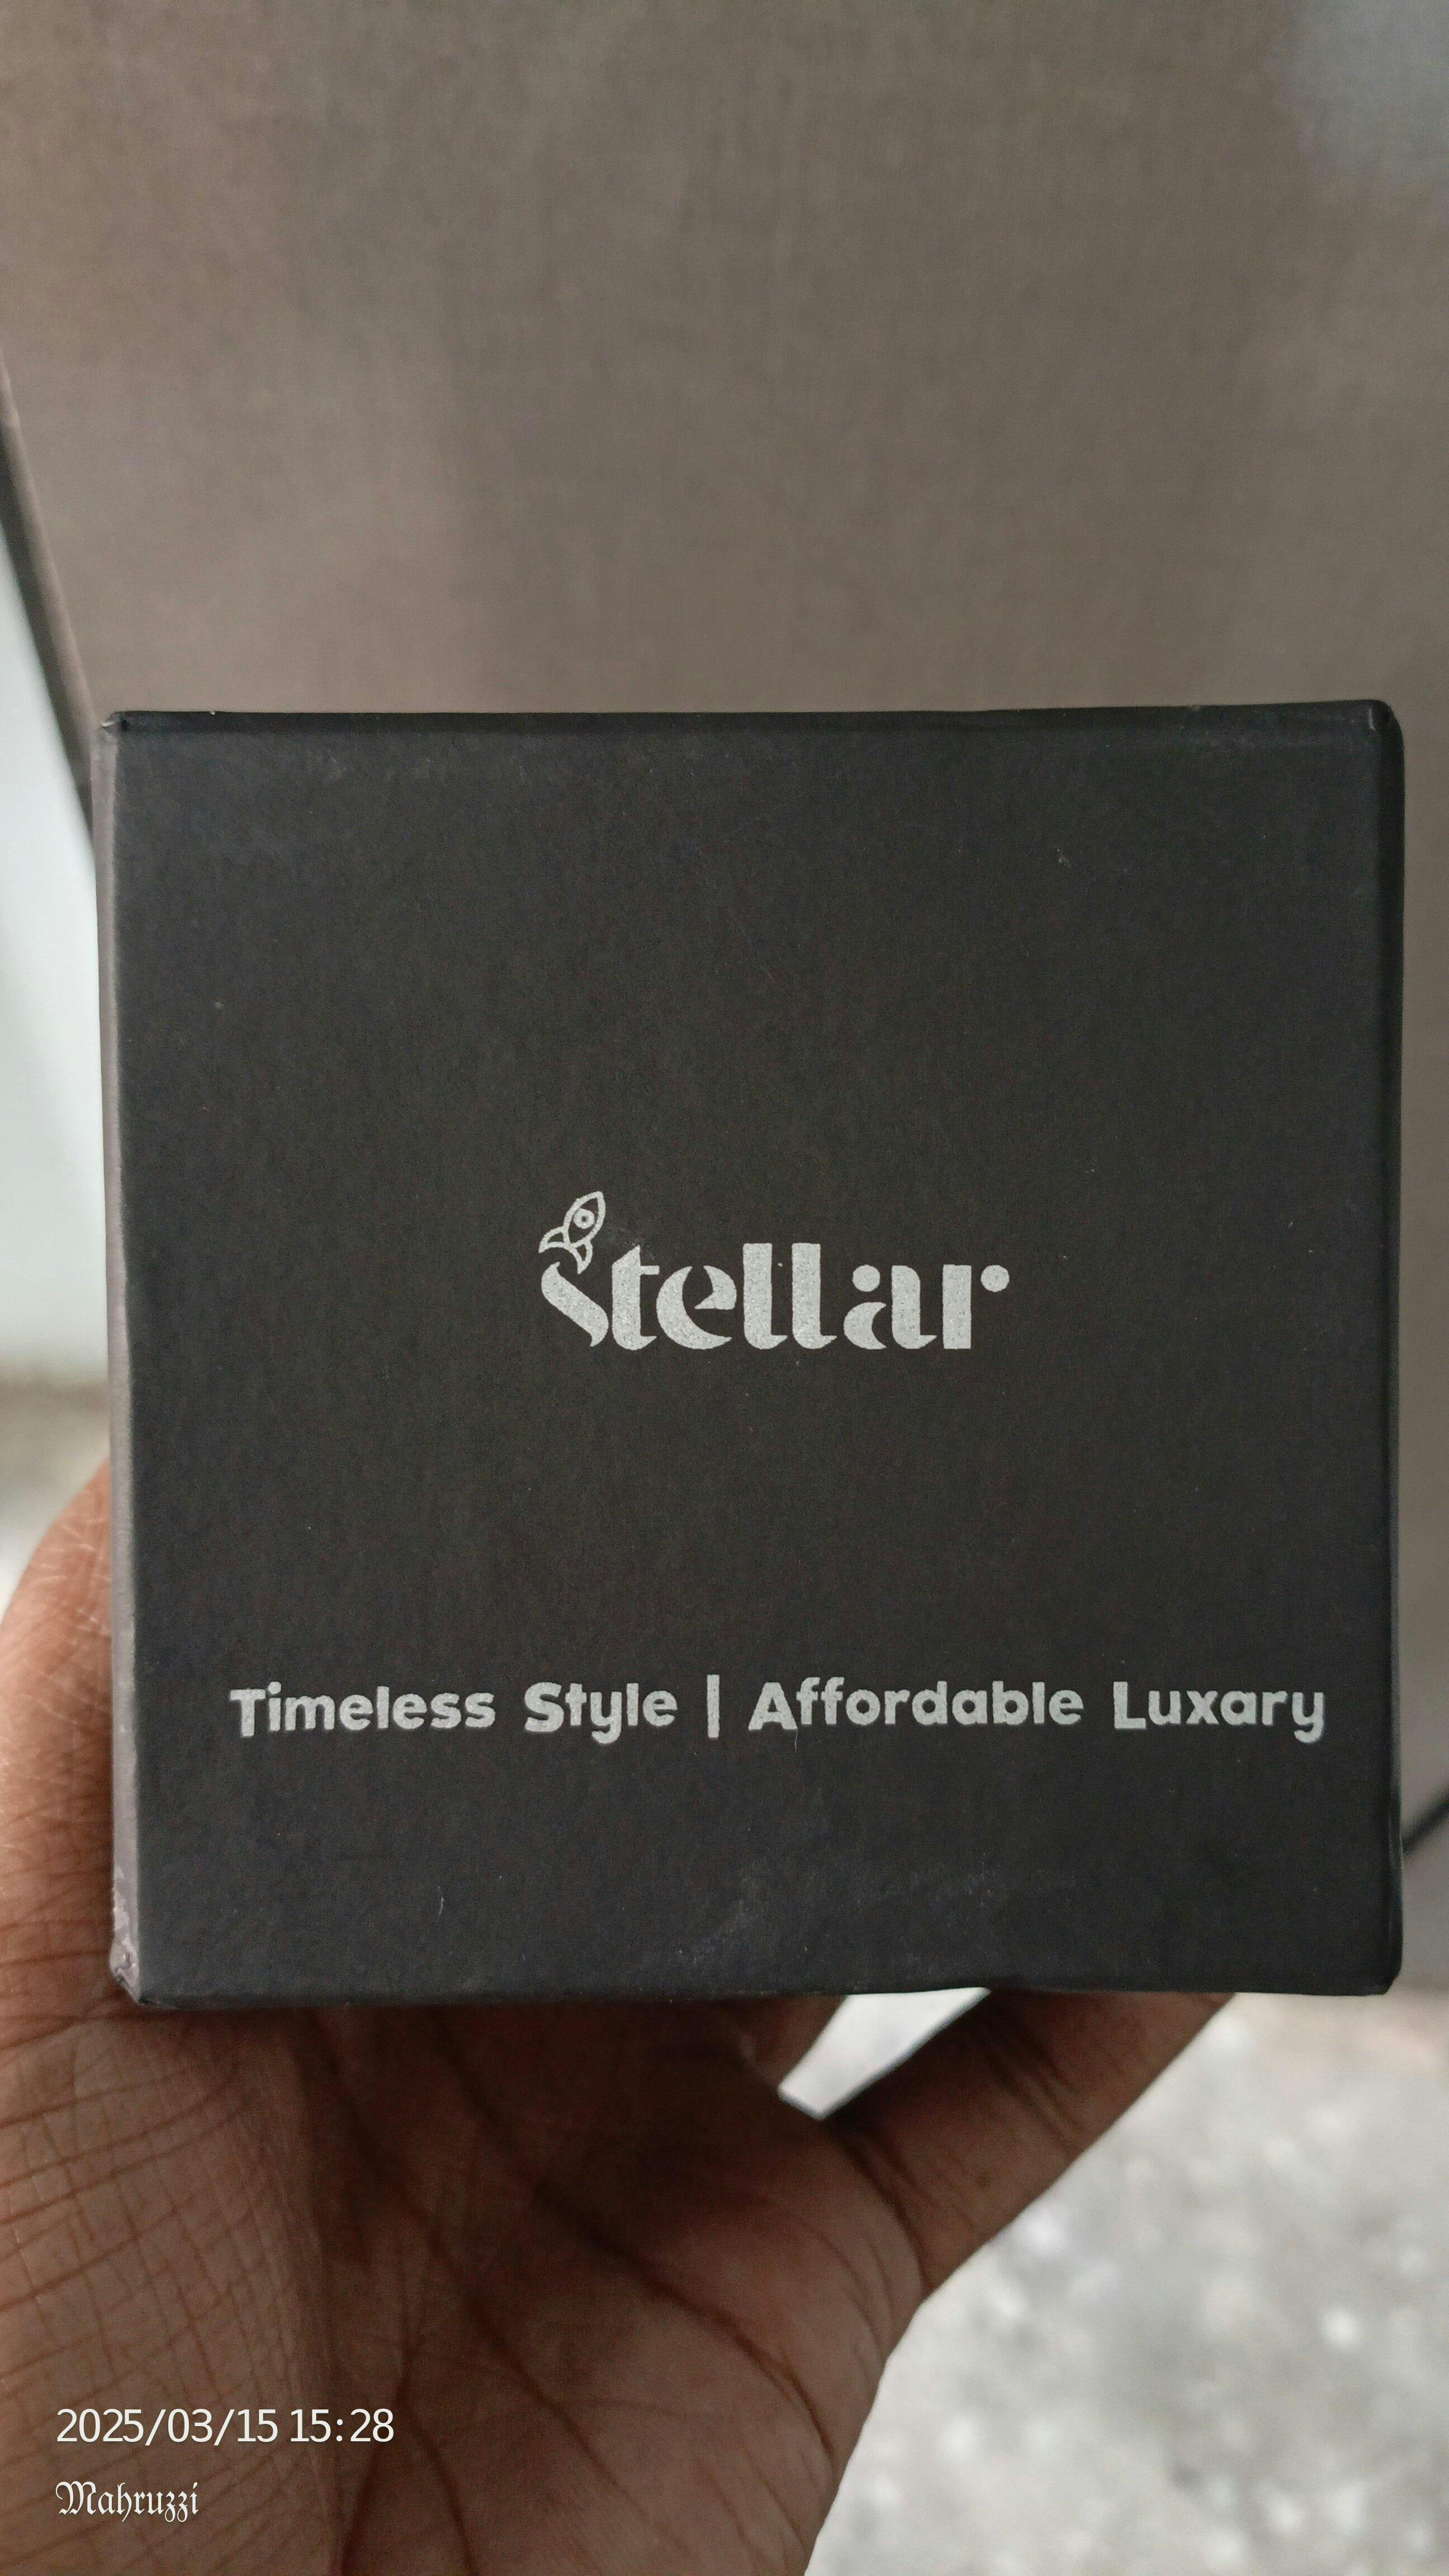 Stellar
Timeless Style | Affordable Luxary
2025/03/15 15:28
Mahruzzi